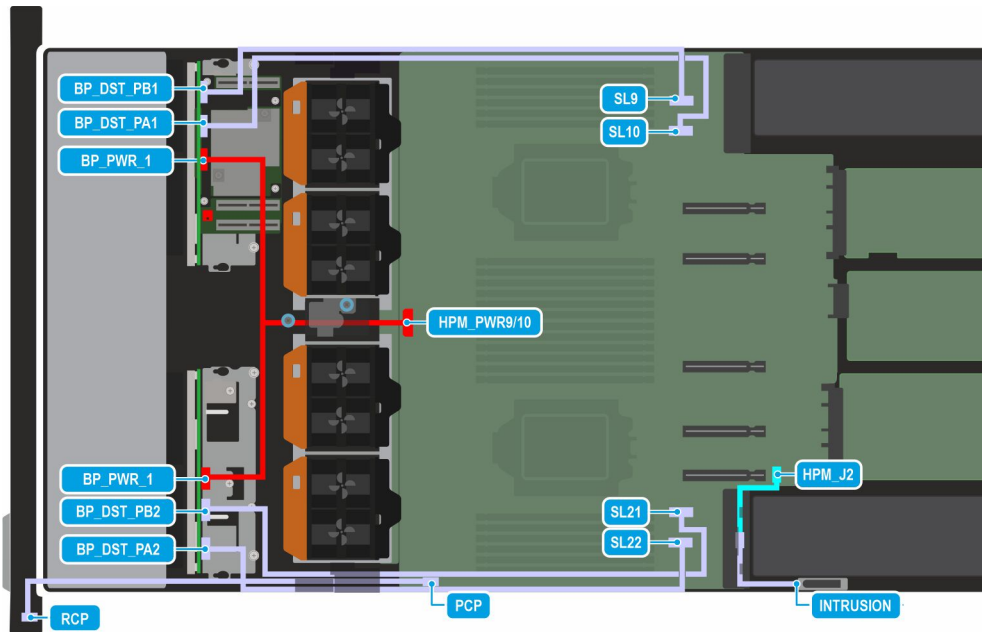 BP_DST_PB1
BP_DST_PA1
BP_PWR_1
SL9
SL10
HPM_PWR9/10
BP_PWR_1
BP_DST_PB2
BP_DST_PA2
SL21
SL22
HPM_J2
RCP
PCP
INTRUSION